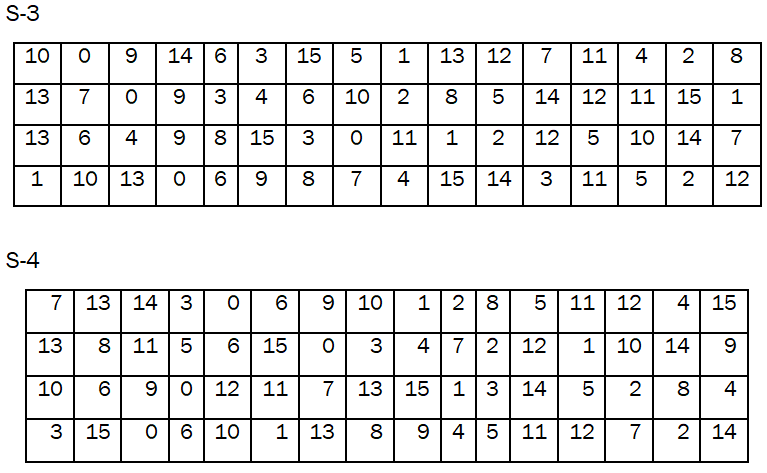 S-3
10 0 9 14 6 3 15 5 1 13 12 7 11 4 2 8
13 7 0 9 3 4 6 10 2 8 5 14 12 11 15 1
13 6 4 9 8 15 3 0 11 1 2 12 5 10 14 7
1 10 13 0 6 9 8 7 4 15 14 3 11 5 2 12
S-4
7 13 14 3 0 6 9 10 1 2 8 5 11 12 4 15
13 8 11 5 6 15 0 3 4 7 2 12 1 10 14 9
10 6 9 0 12 11 7 13 15 1 3 14 5 2 8 4
3 15 0 6 10 1 13 8 9 4 5 11 12 7 2 14